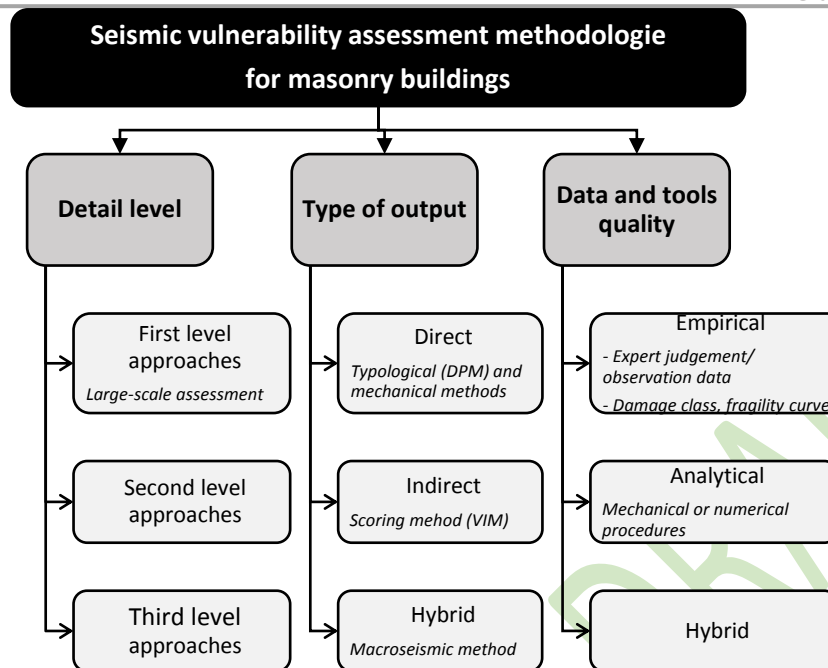 Seismic vulnerability assessment methodologie
for masonry buildings
Detail level
Type of output
Data and tools
quality
First level
approaches
Large-scale assessment
Direct
Typological (DPM) and
mechanical methods
Empirical
- Expert judgement/
observation data
- Damage class, fragility curve
Second level
approaches
Indirect
Scoring mehod (VIM)
Analytical
Mechanical or numerical
procedures
Third level
approaches
Hybrid
Macroseismic method
Hybrid